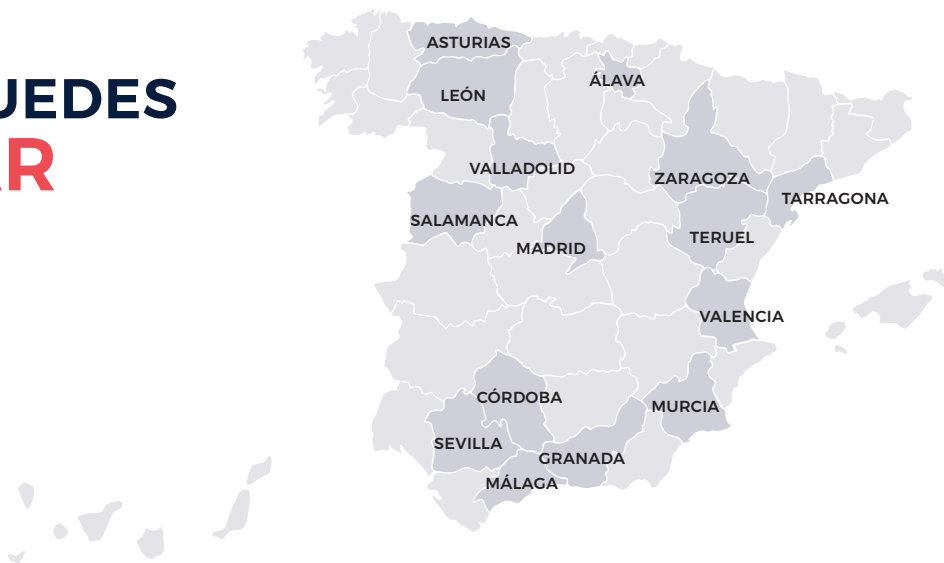 UEDES
AR
ASTURIAS
ÁLAVA
LEÓN
VALLADOLID
ZARAGOZA
TARRAGONA
SALAMANCA
TERUEL
MADRID
VALENCIA
CÓRDOBA
MURCIA
SEVILLA
GRANADA
MÁLAGA